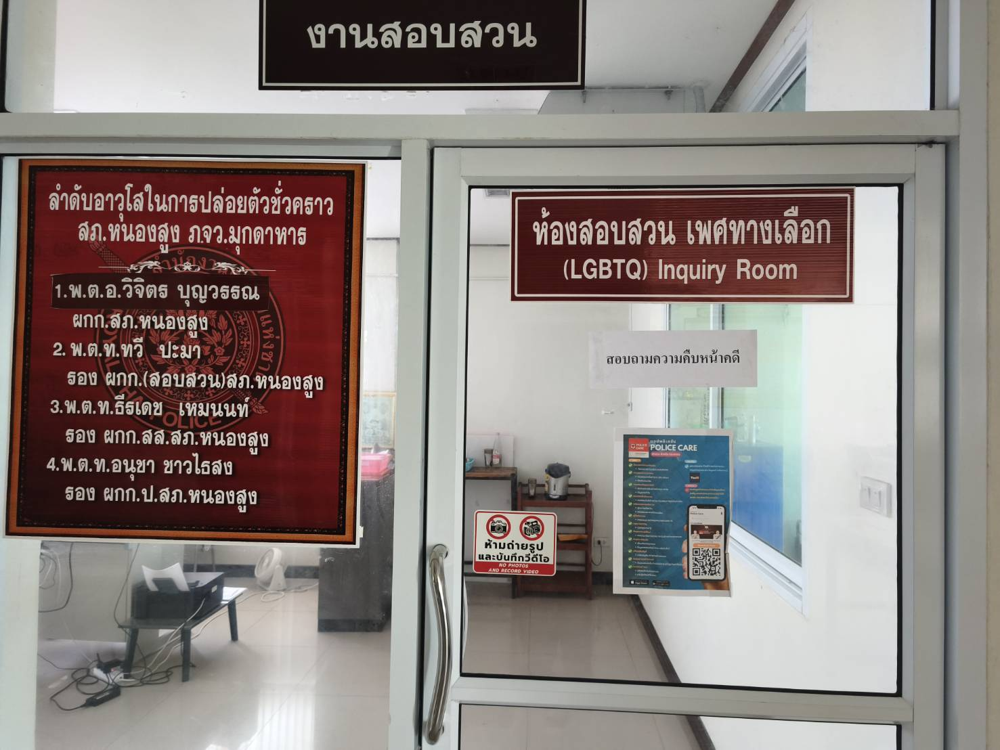 งานสอบสวน
ลำดับอาวุโสในการปล่อยตัวชั่วคราว
สภ.หนองสูง ภ.จว.มุกดาหาร
1.พ.ต.อ.วิจิตร บุญวรรณ
ผกก.สภ.หนองสูง
2. พ.ต.ท.ทวี ปะมา
รอง ผกก.(สอบสวน)สภ.หนองสูง
3.พ.ต.ท.ธีรเดช เหมนนท์
รอง ผกก.สส.สภ.หนองสูง
4.พ.ต.ท.อนุชา ชาวไธสง
รอง ผกก.ป.สภ.หนองสูง
ห้องสอบสวน เพศทางเลือก
(LGBTQ) Inquiry Room
สอบถามความคืบหน้าคดี
แอปพลิเคชัน
POLICE CARE
ห้ามถ่ายรูป
และบันทึกวีดีโอ
NO PHOTOS
AND RECORD VIDEO